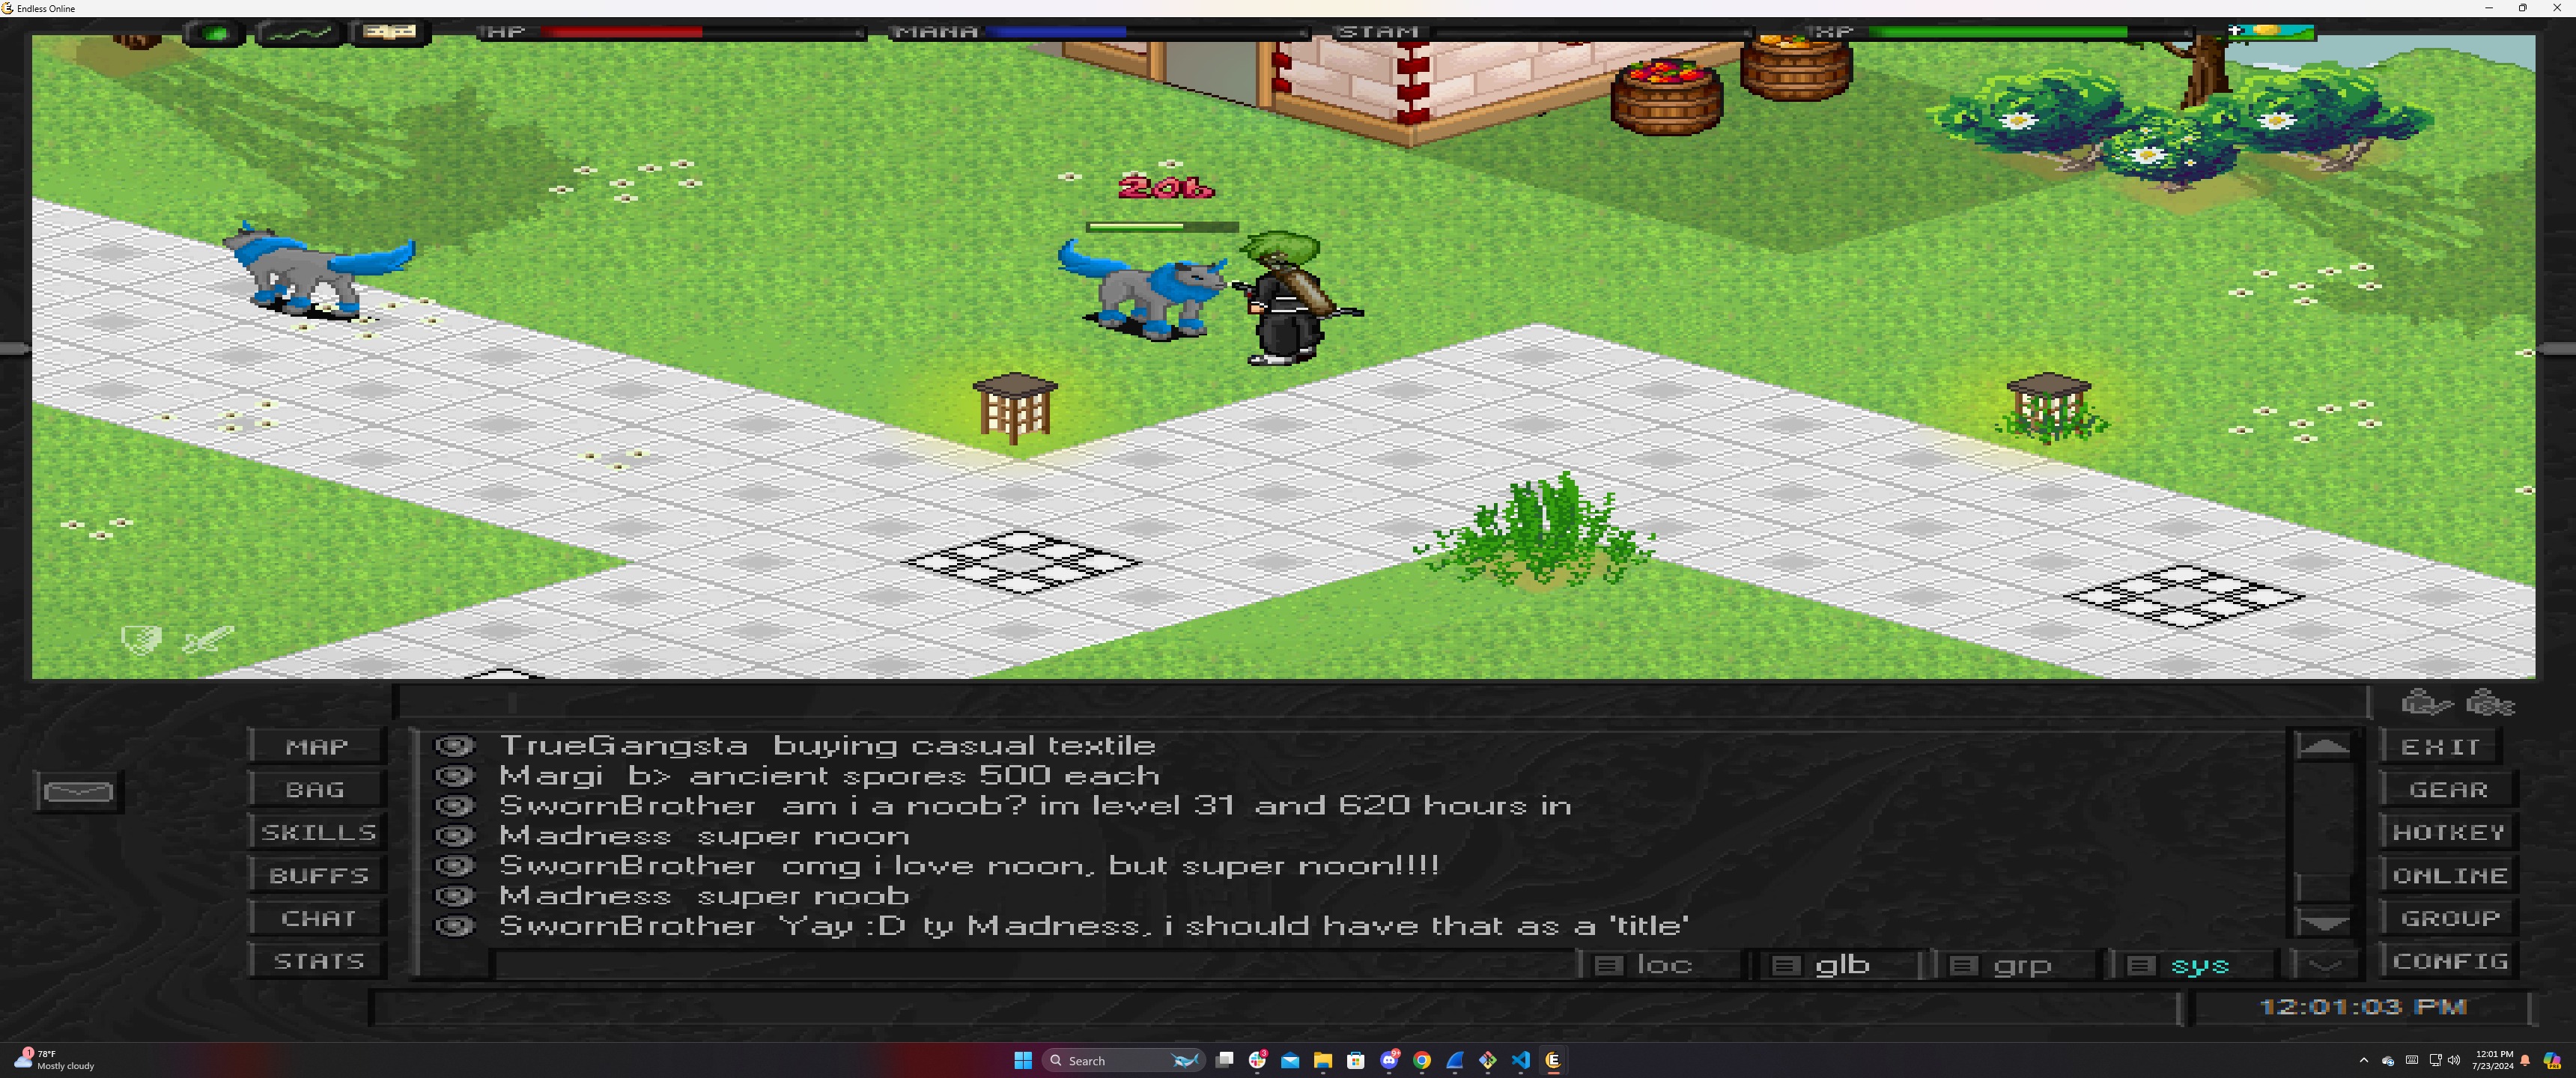 Endless Online
HP
MANA
STAM
XP
206
TrueGangsta buying casual textile
Margi b> ancient spores 500 each
SwornBrother am i a noob? im level 31 and 620 hours in
Madness super noon
SwornBrother omg i love noon, but super noon!!!!
Madness super noob
SwornBrother Yay :D ty Madness, i should have that as a 'title'
MAP
BAG
SKILLS
BUFFS
CHAT
STATS
EXIT
GEAR
HOTKEY
ONLINE
GROUP
CONFIG
loc
glb
grp
sys
12:01:03 PM
1
78°F
Mostly cloudy
Search
3
9+
12:01 PM
7/23/2024